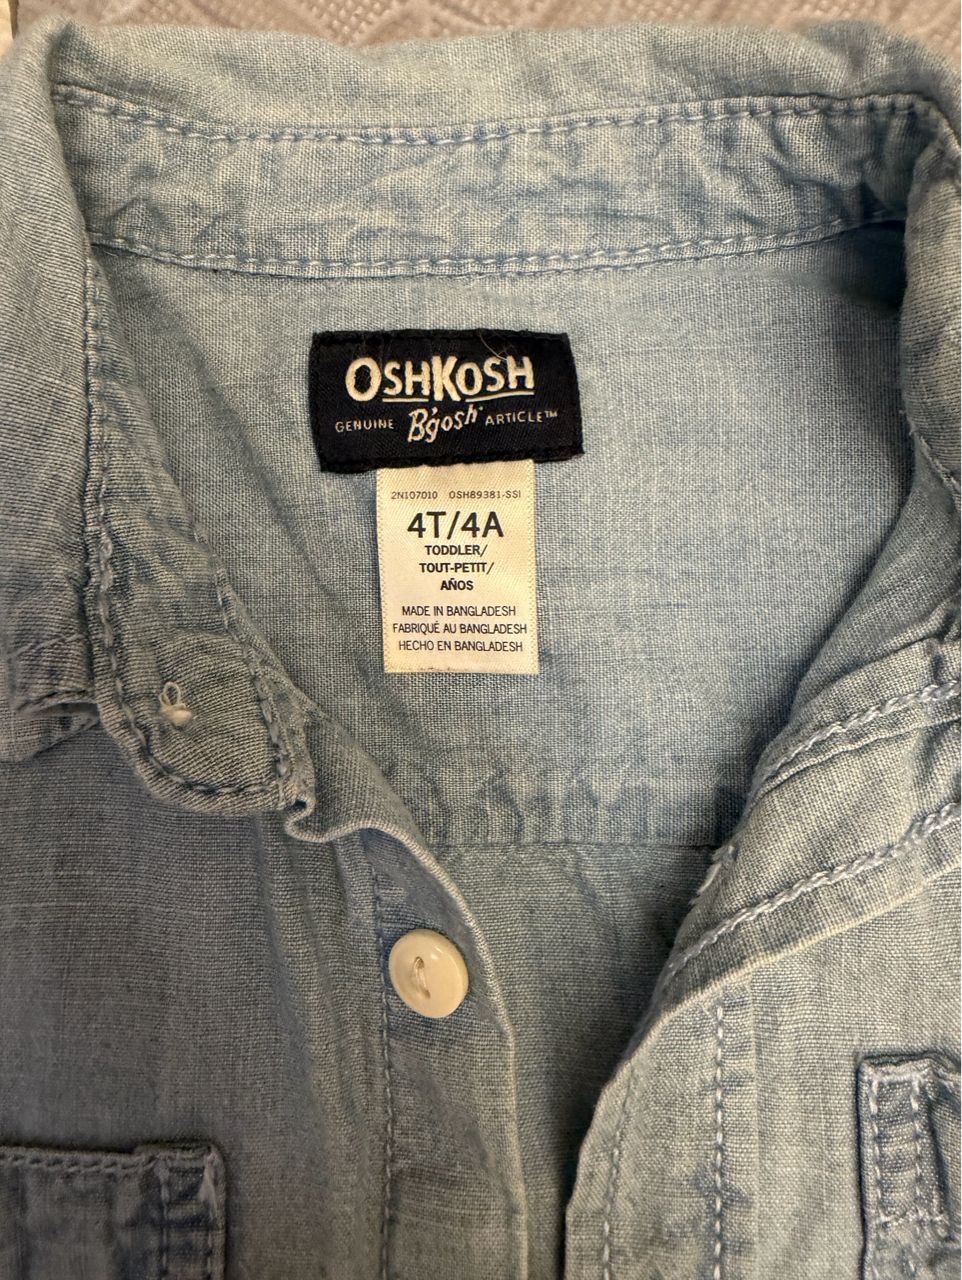 OSHKOSH
GENUINE B'gosh ARTICLE™
2N107010 OSH89381-SSI
4T/4A
TODDLER/
TOUT-PETIT/
AÑOS
MADE IN BANGLADESH
FABRIQUÉ AU BANGLADESH
HECHO EN BANGLADESH